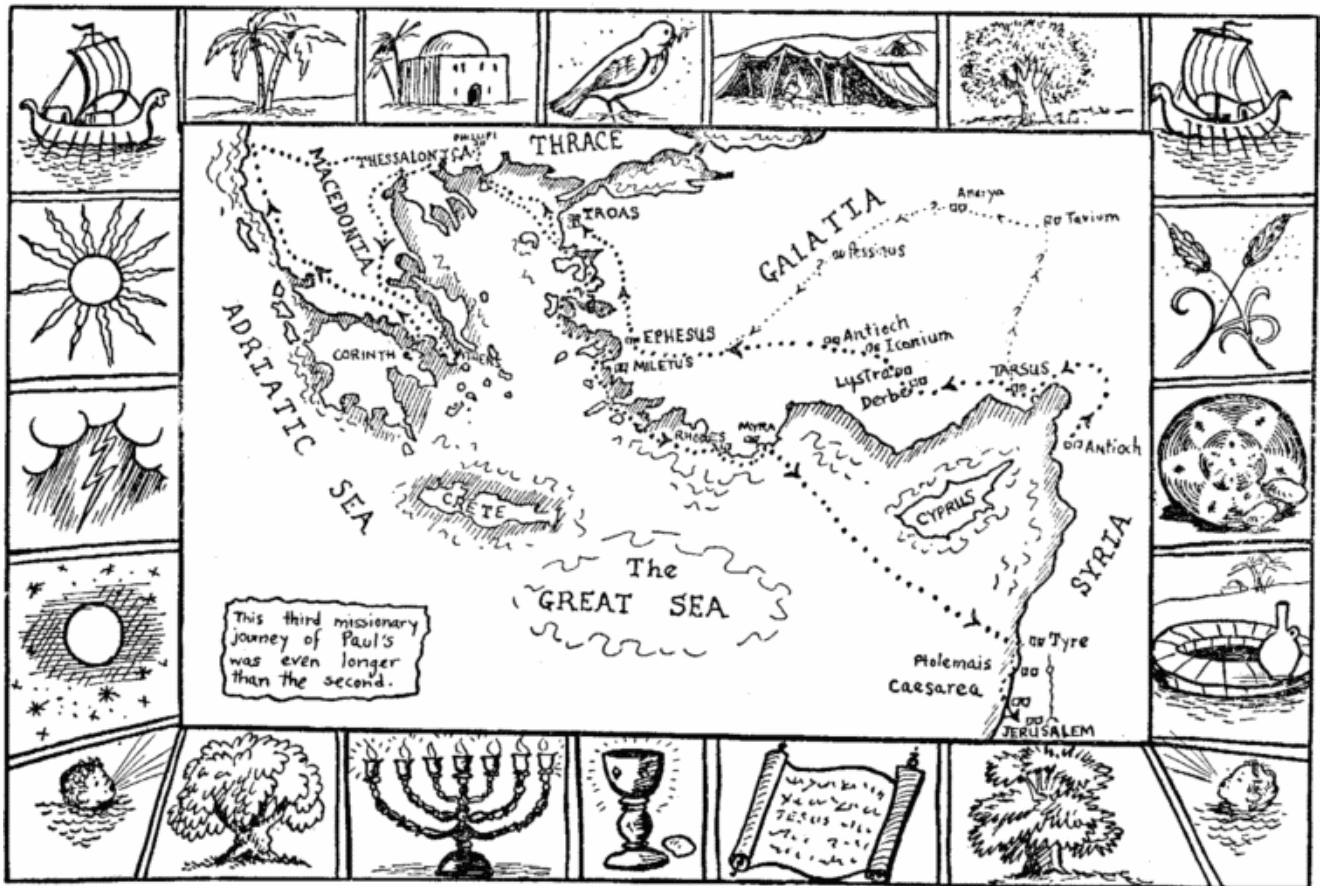 PHILIPI
THRACE
THESSALONICA
MACEDONIA
TROAS
GALATIA
Ancrya
Tavium
Pessinus
ADRIATIC SEA
CORINTH
EPHESUS
MILETUS
Antioch
Iconium
Lystra
Derbe
TARSUS
Antioch
RHODES
MYRA
CRETE
CYPRUS
SYRIA
The
GREAT SEA
This third missionary
journey of Paul's
was even longer
than the second.
Tyre
Ptolemais
Caesarea
JERUSALEM
JESUS